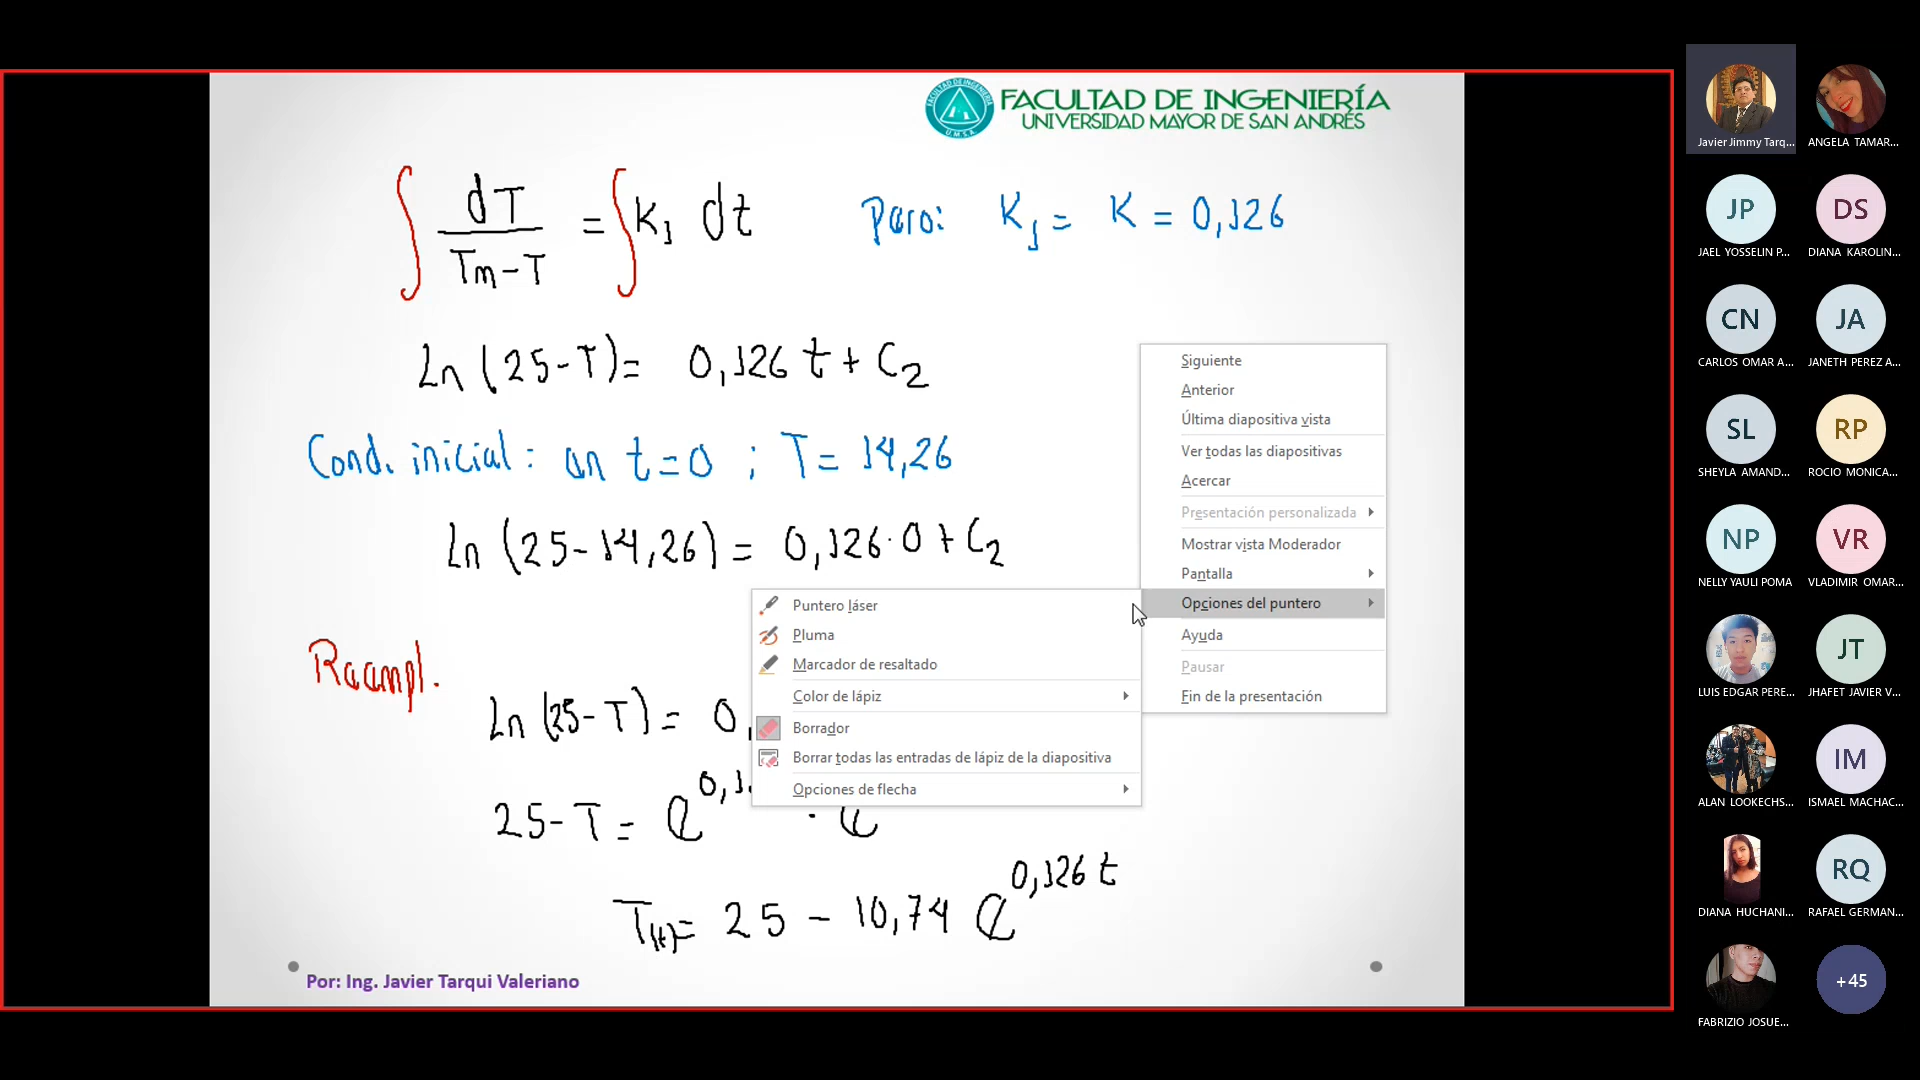 FACULTAD DE INGENIERÍA
UNIVERSIDAD MAYOR DE SAN ANDRÉS
U.M.S.A.
∫ dT / (Tm-T) = ∫ K₁ dt
Para: K₁ = K = 0,126
Ln (25-T) = 0,126 t + C₂
Cond. inicial: en t=0 ; T = 14,26
Ln (25-14,26) = 0,126·0 + C₂
Reempl.
Ln (25-T) = 0,
25-T = e^0,1 · e
T(t) = 25 - 10,74 e^0,126 t
Por: Ing. Javier Tarqui Valeriano
Siguiente
Anterior
Última diapositiva vista
Ver todas las diapositivas
Acercar
Presentación personalizada
Mostrar vista Moderador
Pantalla
Opciones del puntero
Ayuda
Pausar
Fin de la presentación
Puntero láser
Pluma
Marcador de resaltado
Color de lápiz
Borrador
Borrar todas las entradas de lápiz de la diapositiva
Opciones de flecha
Javier Jimmy Tarq...
ANGELA TAMAR...
JP
JAEL YOSSELIN P...
DS
DIANA KAROLIN...
CN
CARLOS OMAR A...
JA
JANETH PEREZ A...
SL
SHEYLA AMAND...
RP
ROCIO MONICA...
NP
NELLY YAULI POMA
VR
VLADIMIR OMAR...
LUIS EDGAR PERE...
JT
JHAFET JAVIER V...
ALAN LOOKECHS...
IM
ISMAEL MACHAC...
DIANA HUCHANI...
RQ
RAFAEL GERMAN...
FABRIZIO JOSUE...
+45